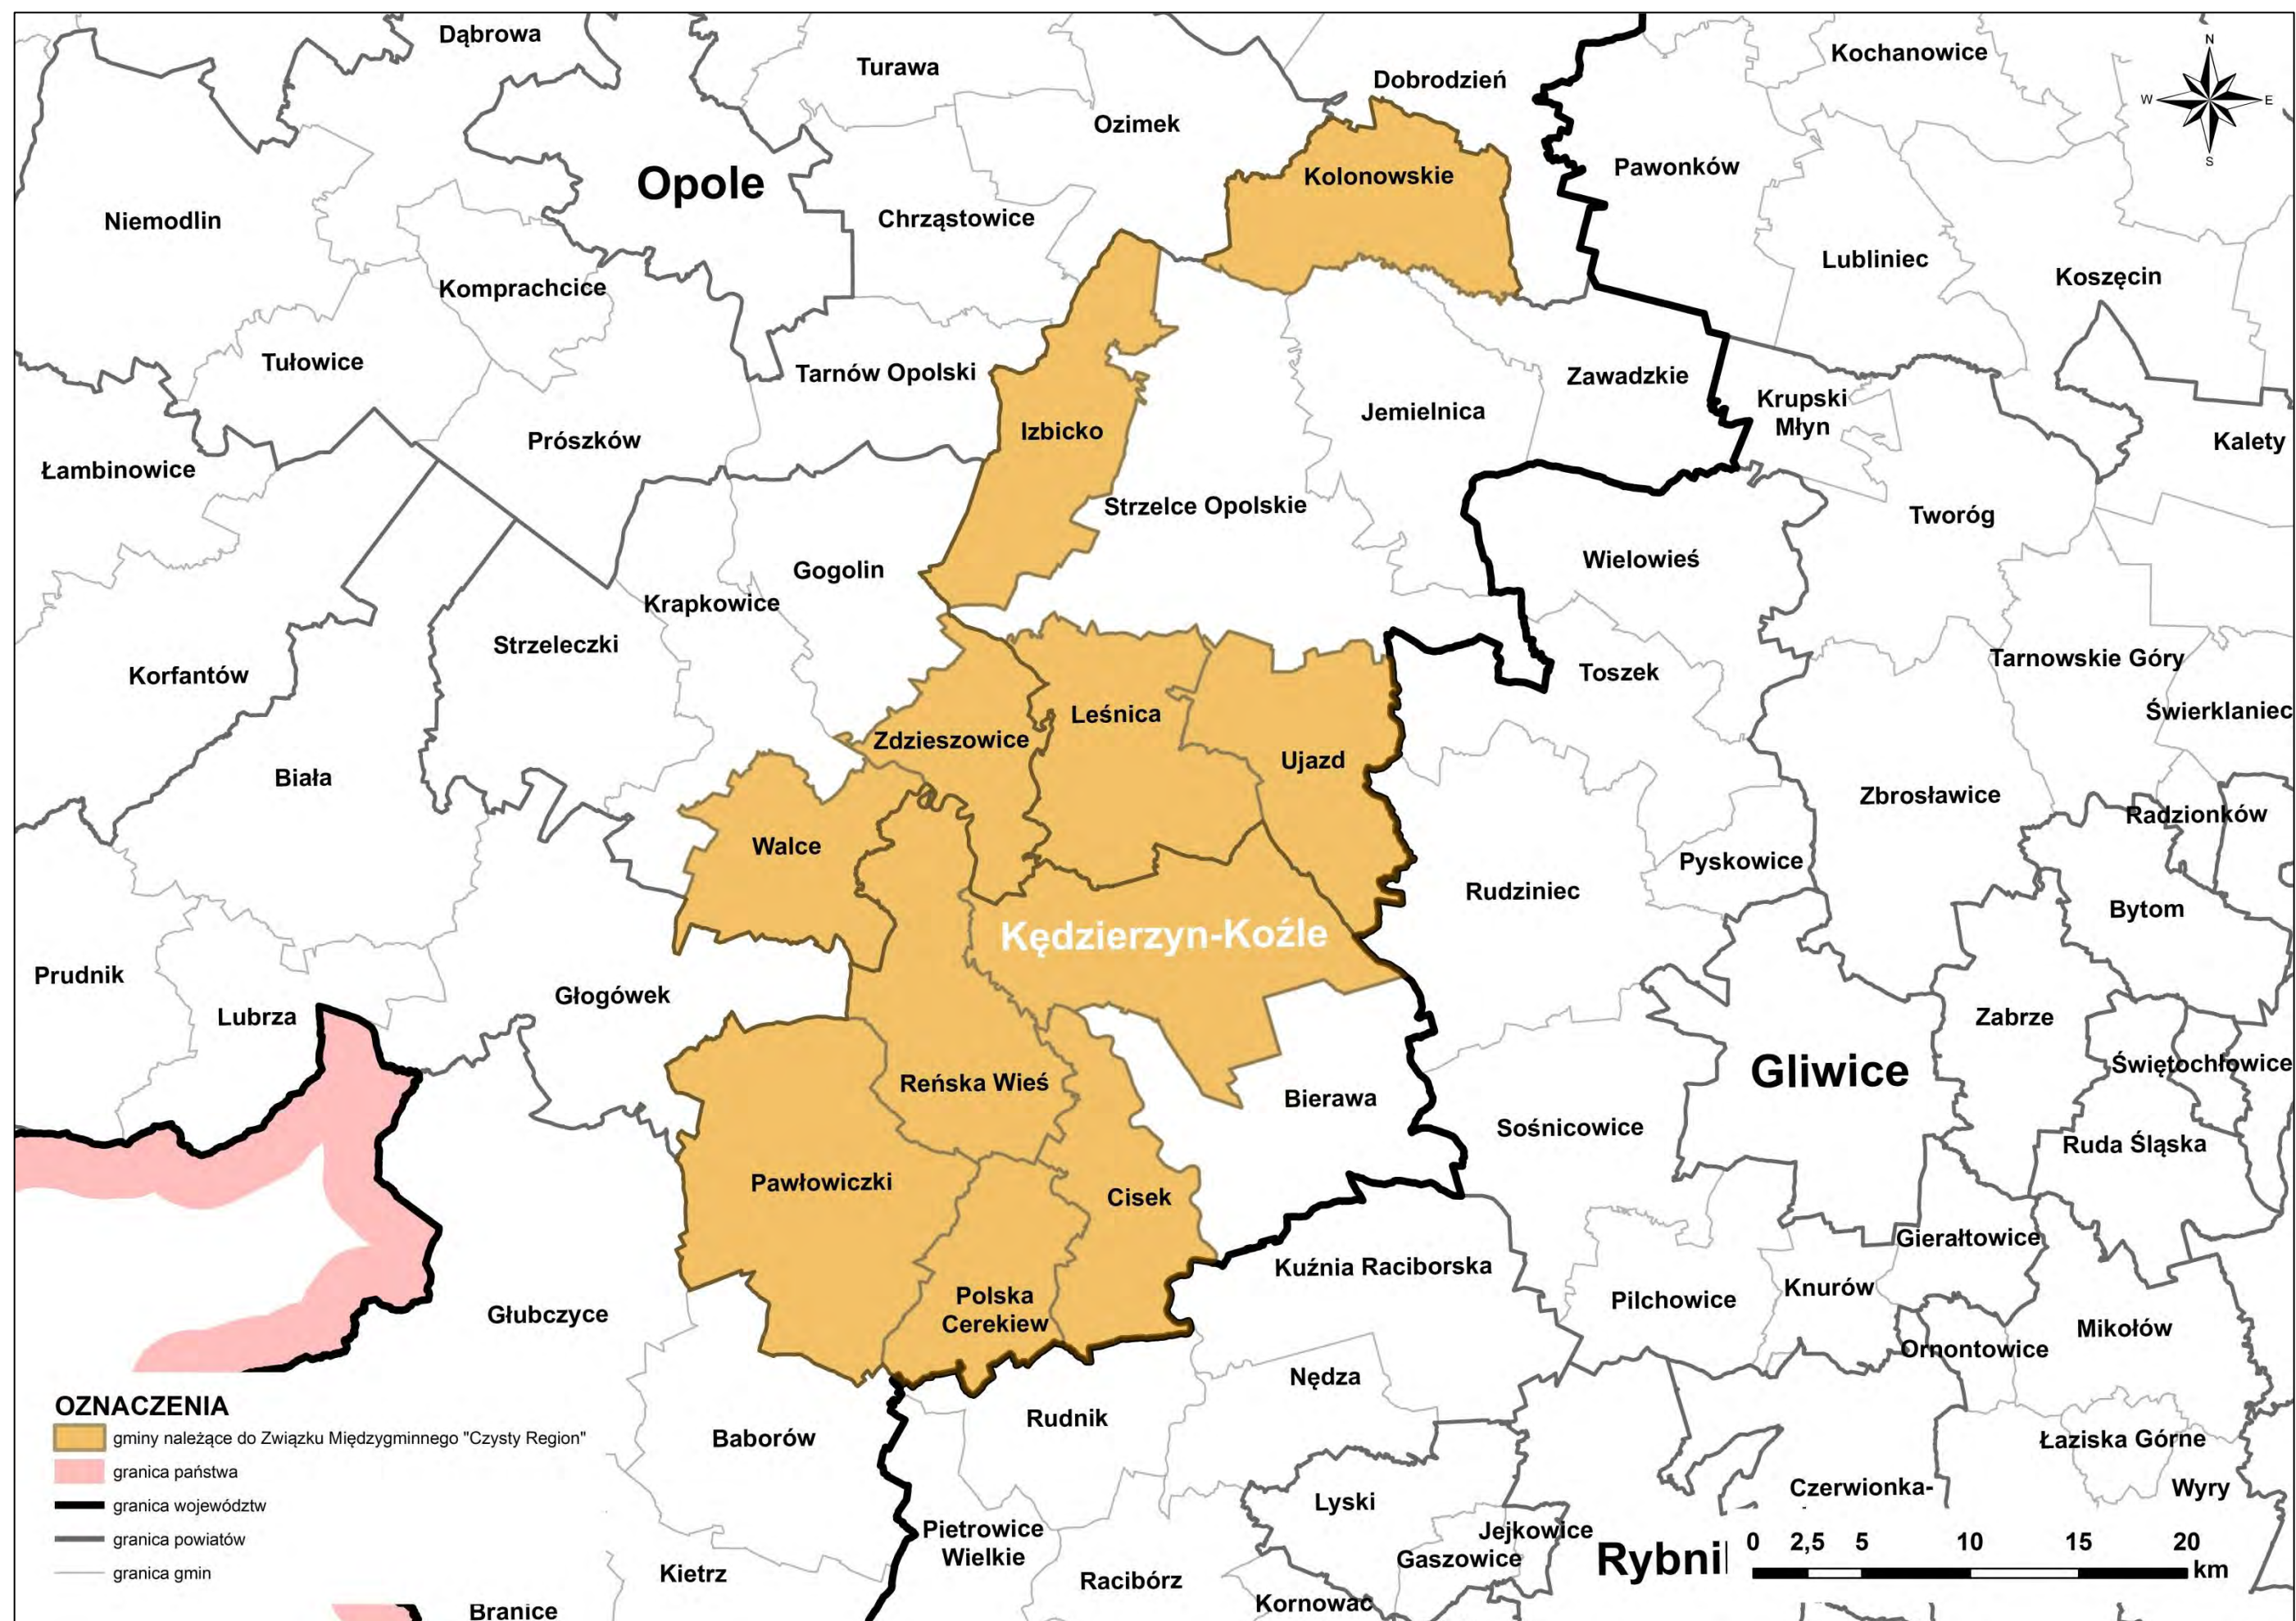 Dąbrowa
Turawa
Kochanowice
N
Dobrodzień
W
E
Ozimek
S
Pawonków
Kolonowskie
Opole
Niemodlin
Chrząstowice
Lubliniec
Koszęcin
Komprachcice
Tułowice
Tarnów Opolski
Zawadzkie
Krupski
Młyn
Jemielnica
Izbicko
Prószków
Kalety
Łambinowice
Strzelce Opolskie
Tworóg
Wielowieś
Gogolin
Krapkowice
Strzeleczki
Tarnowskie Góry
Korfantów
Toszek
Świerklaniec
Leśnica
Zdzieszowice
Ujazd
Biała
Zbrosławice
Radzionków
Walce
Pyskowice
Rudziniec
Bytom
Kędzierzyn-Koźle
Prudnik
Głogówek
Lubrza
Zabrze
Świętochłowice
Gliwice
Reńska Wieś
Bierawa
Sośnicowice
Ruda Śląska
Pawłowiczki
Cisek
Gierałtowice
Kuźnia Raciborska
Knurów
Polska
Cerekiew
Pilchowice
Głubczyce
Mikołów
Ornontowice
Nędza
Rudnik
Baborów
Łaziska Górne
Czerwionka-
Wyry
Lyski
Pietrowice
Wielkie
Jejkowice
Gaszowice
Rybni
Kietrz
Racibórz
Kornowac
Branice
OZNACZENIA
gminy należące do Związku Międzygminnego "Czysty Region"
granica państwa
granica województw
granica powiatów
granica gmin
0 2,5 5 10 15 20
km